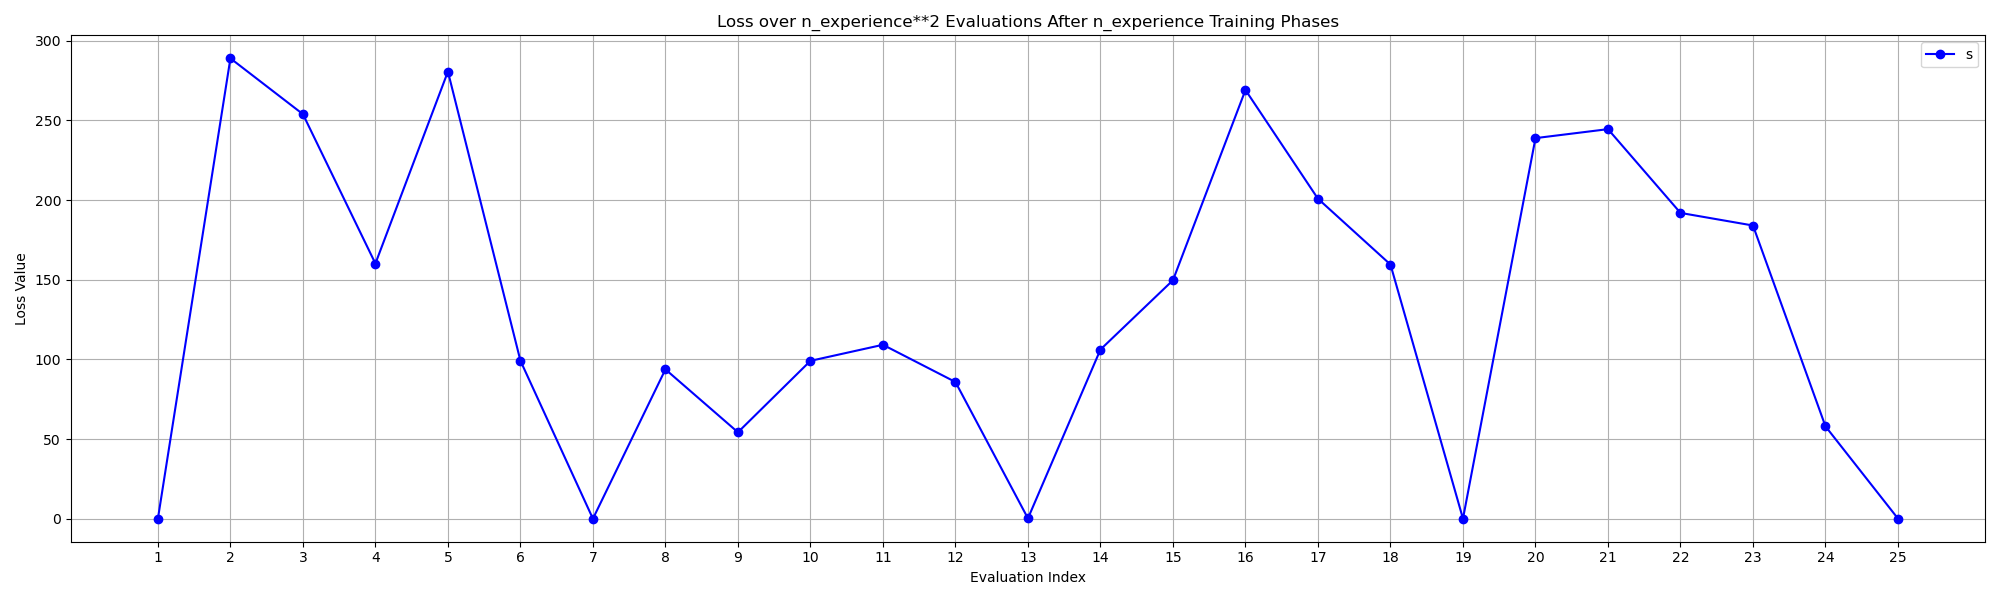 Loss over n_experience**2 Evaluations After n_experience Training Phases
s
300
250
200
150
100
50
0
Loss Value
1 2 3 4 5 6 7 8 9 10 11 12 13 14 15 16 17 18 19 20 21 22 23 24 25
Evaluation Index